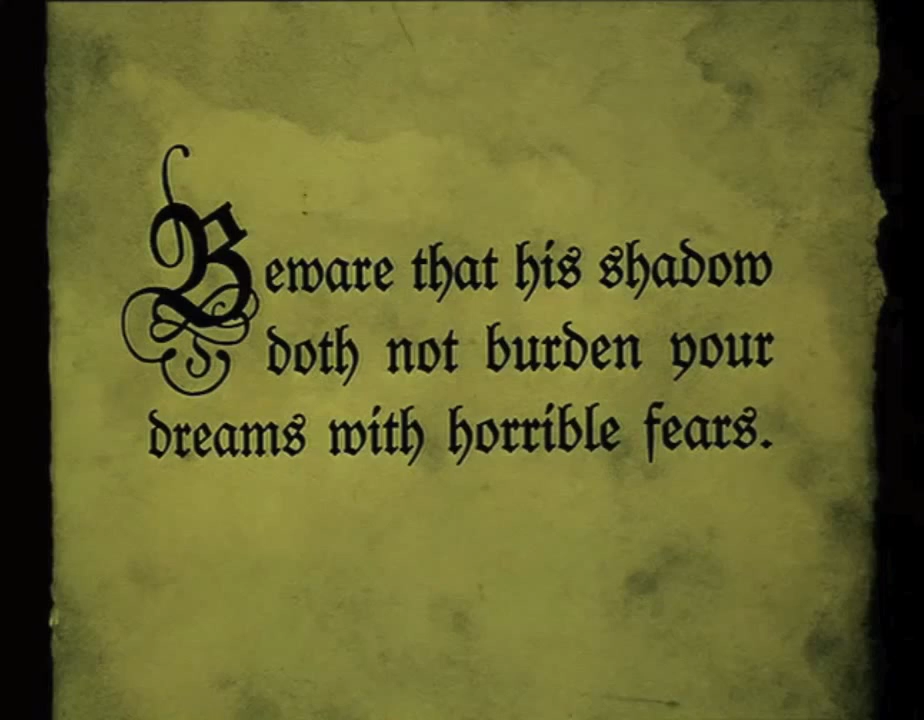 Beware that his shadow
doth not burden your
dreams with horrible fears.